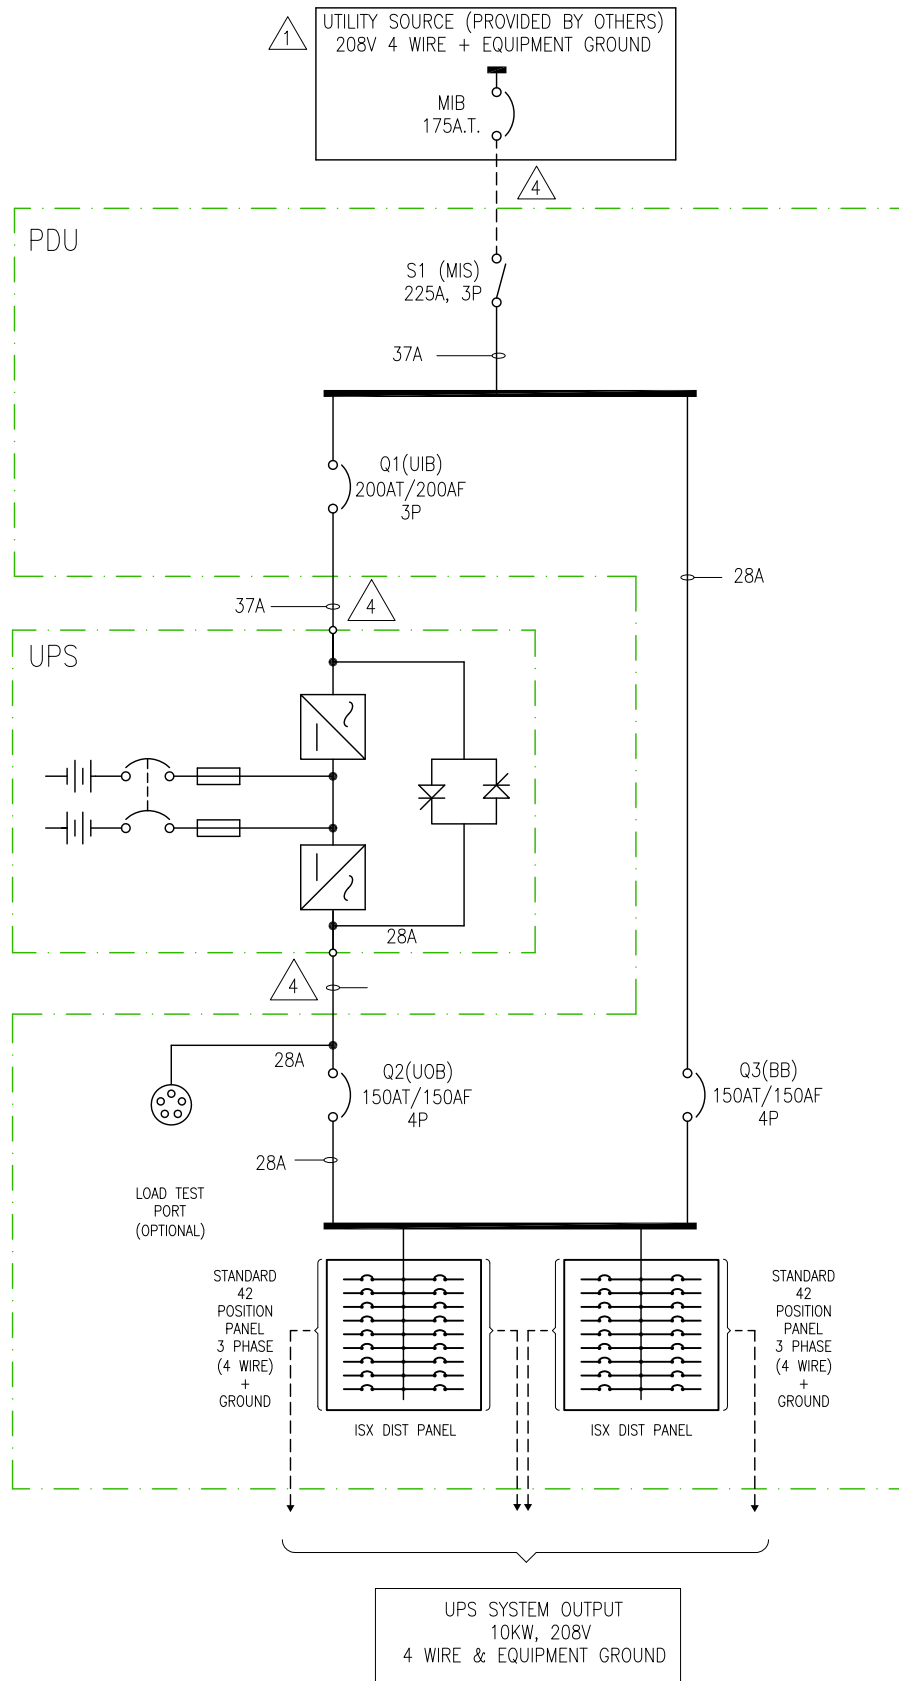 1
UTILITY SOURCE (PROVIDED BY OTHERS)
208V 4 WIRE + EQUIPMENT GROUND
MIB
175A.T.
4
PDU
S1 (MIS)
225A, 3P
37A
Q1(UIB)
200AT/200AF
3P
28A
37A
4
UPS
28A
4
28A
Q2(UOB)
150AT/150AF
4P
Q3(BB)
150AT/150AF
4P
28A
LOAD TEST
PORT
(OPTIONAL)
STANDARD
42
POSITION
PANEL
3 PHASE
(4 WIRE)
+
GROUND
STANDARD
42
POSITION
PANEL
3 PHASE
(4 WIRE)
+
GROUND
ISX DIST PANEL
ISX DIST PANEL
UPS SYSTEM OUTPUT
10KW, 208V
4 WIRE & EQUIPMENT GROUND